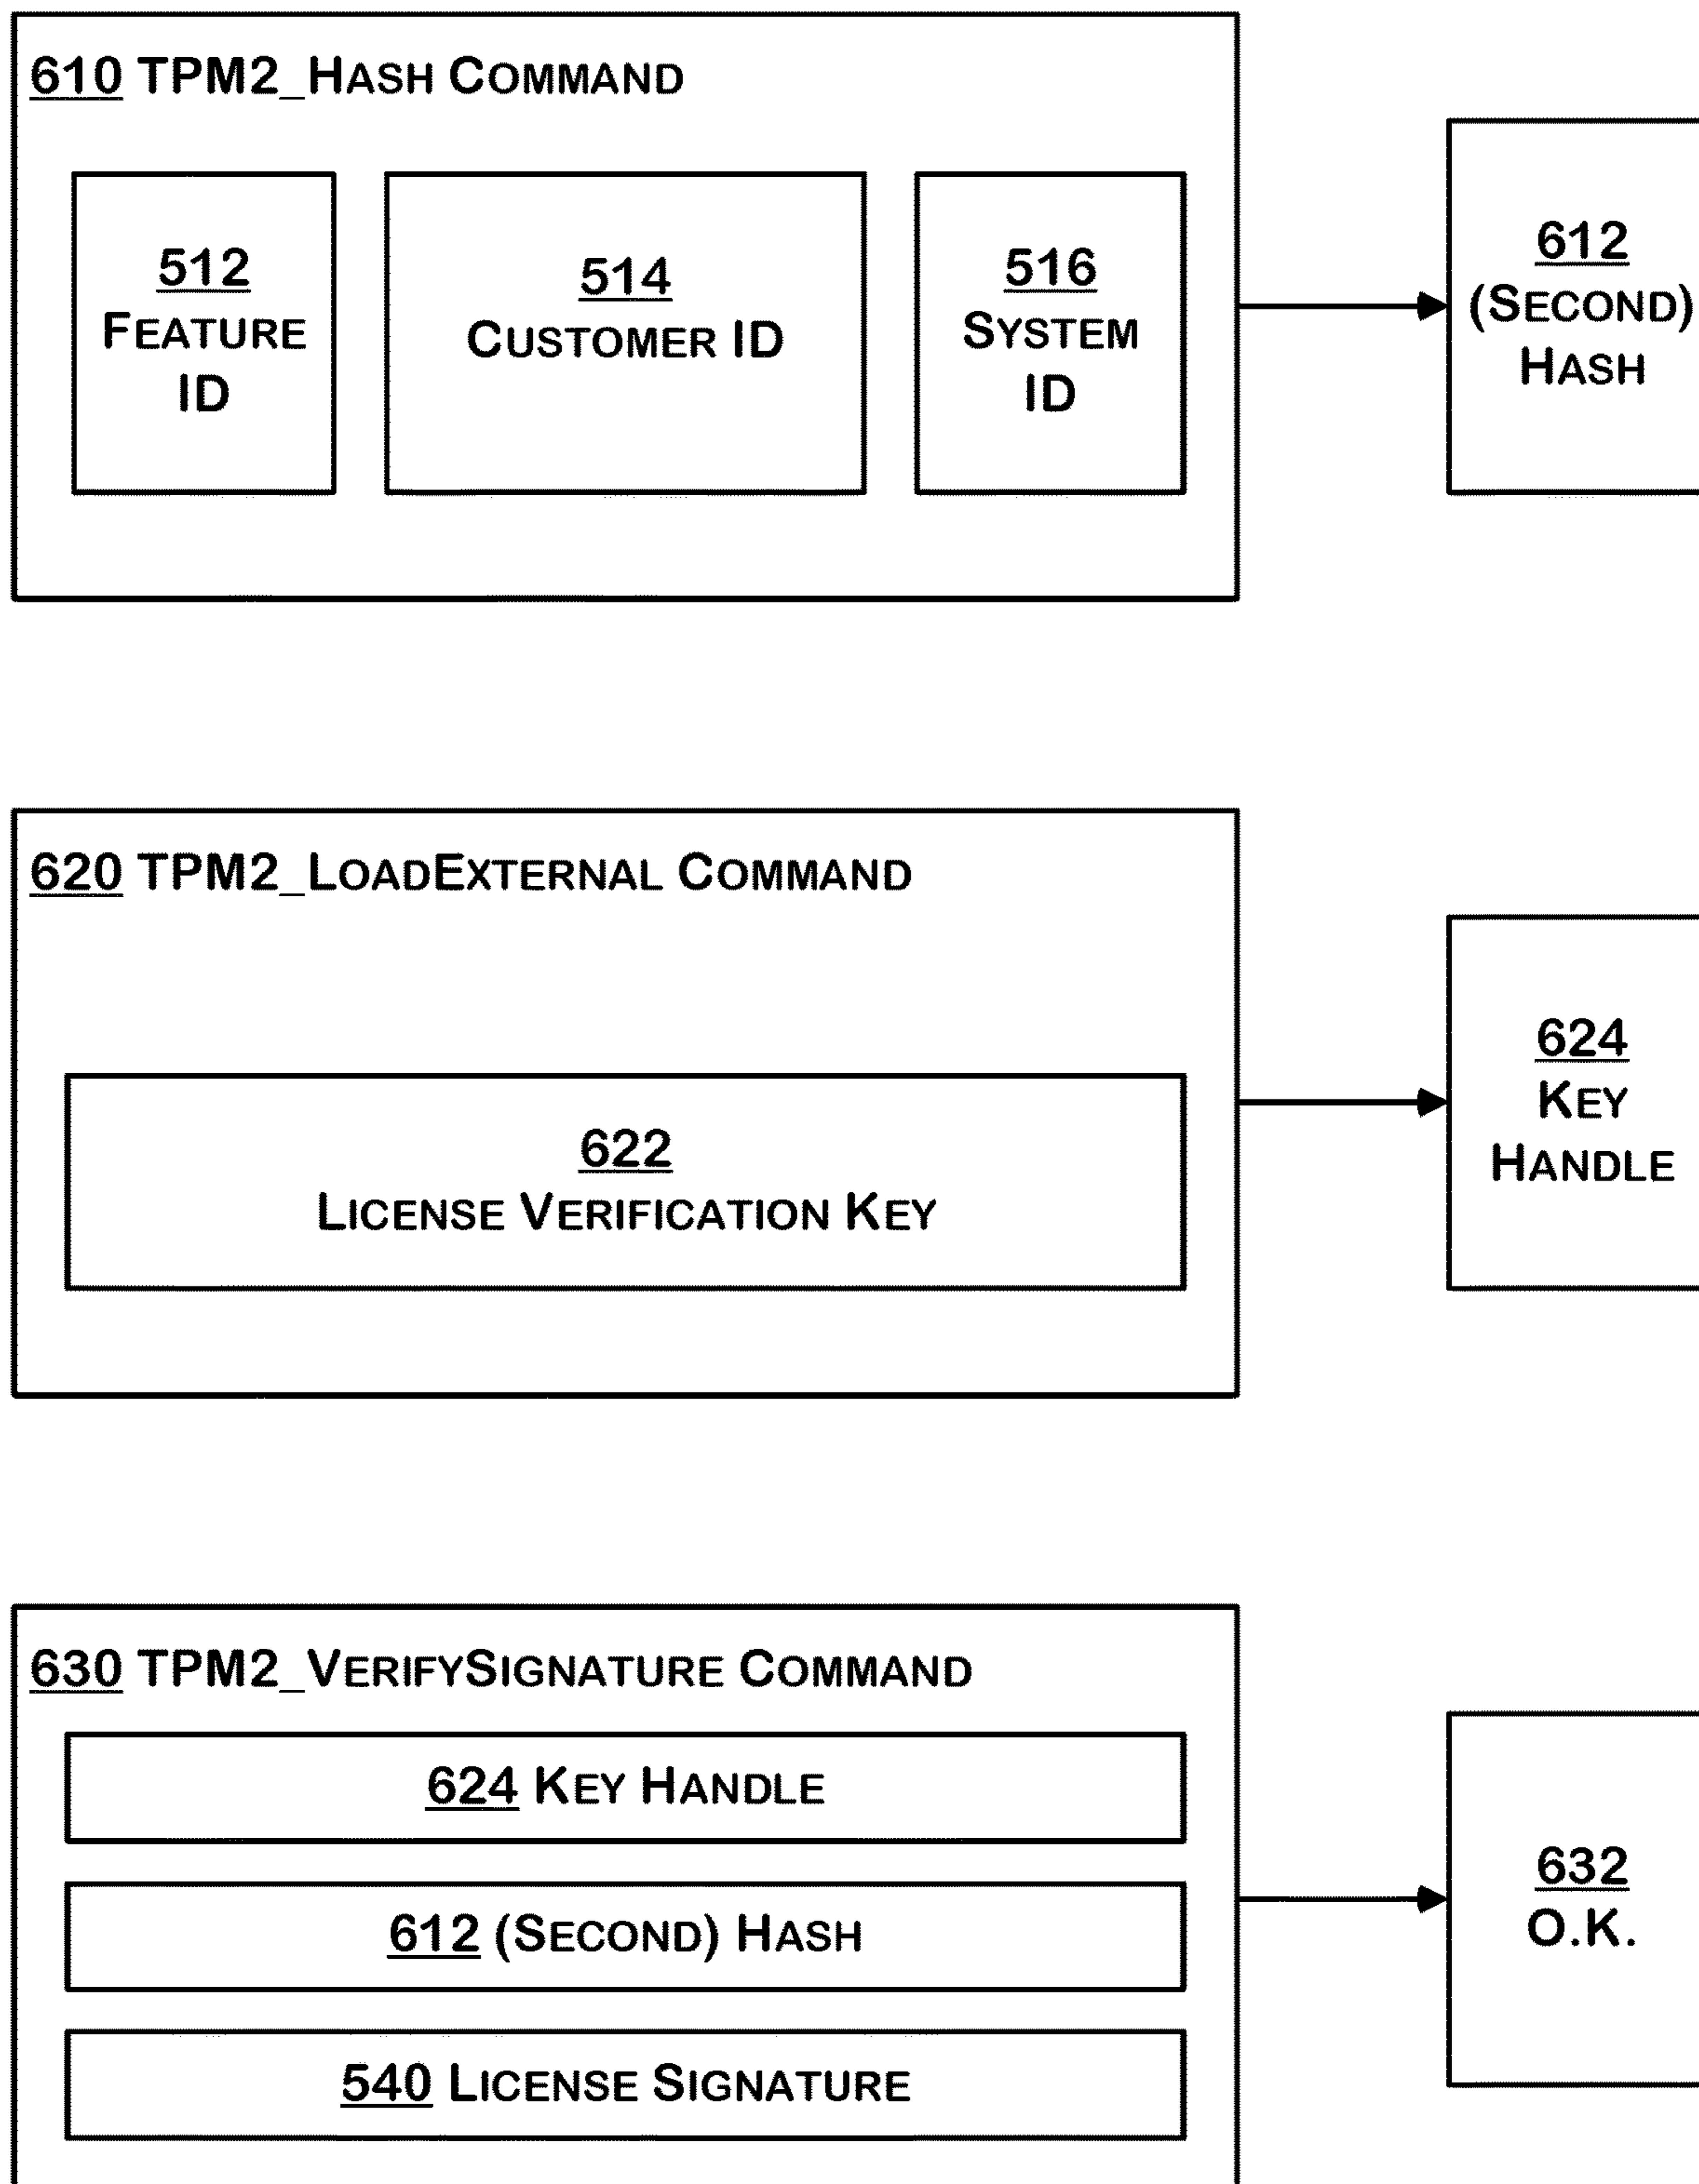 610 TPM2_HASH COMMAND
512
FEATURE
ID
514
CUSTOMER ID
516
SYSTEM
ID
612
(SECOND)
HASH
620 TPM2_LOADEXTERNAL COMMAND
622
LICENSE VERIFICATION KEY
624
KEY
HANDLE
630 TPM2_VERIFYSIGNATURE COMMAND
624 KEY HANDLE
612 (SECOND) HASH
540 LICENSE SIGNATURE
632
O.K.